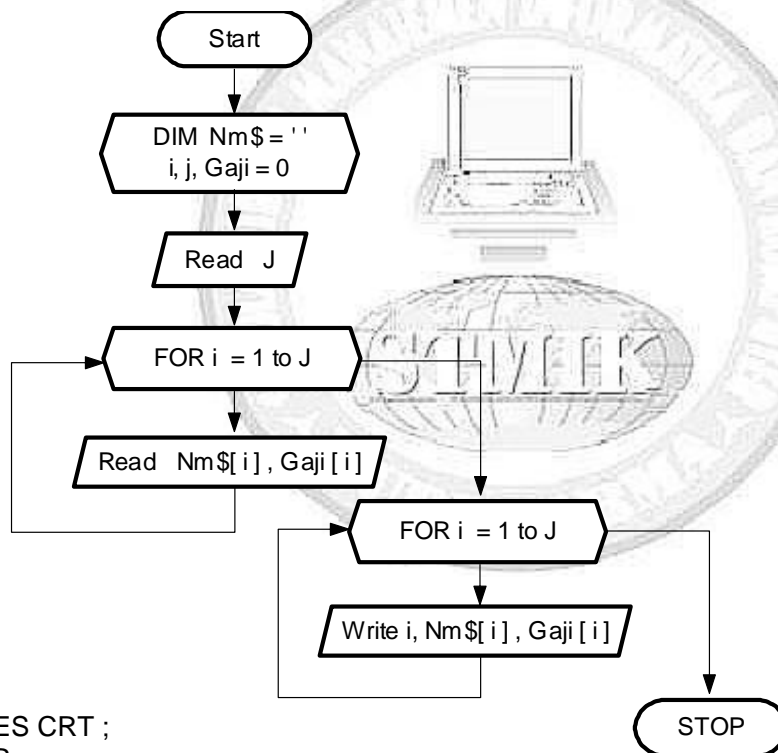 Start
DIM Nm$ = ' '
i, j, Gaji = 0
Read J
FOR i = 1 to J
Read Nm$[ i ] , Gaji [ i ]
FOR i = 1 to J
Write i, Nm$[ i ] , Gaji [ i ]
STOP
ES CRT ;
STMIK